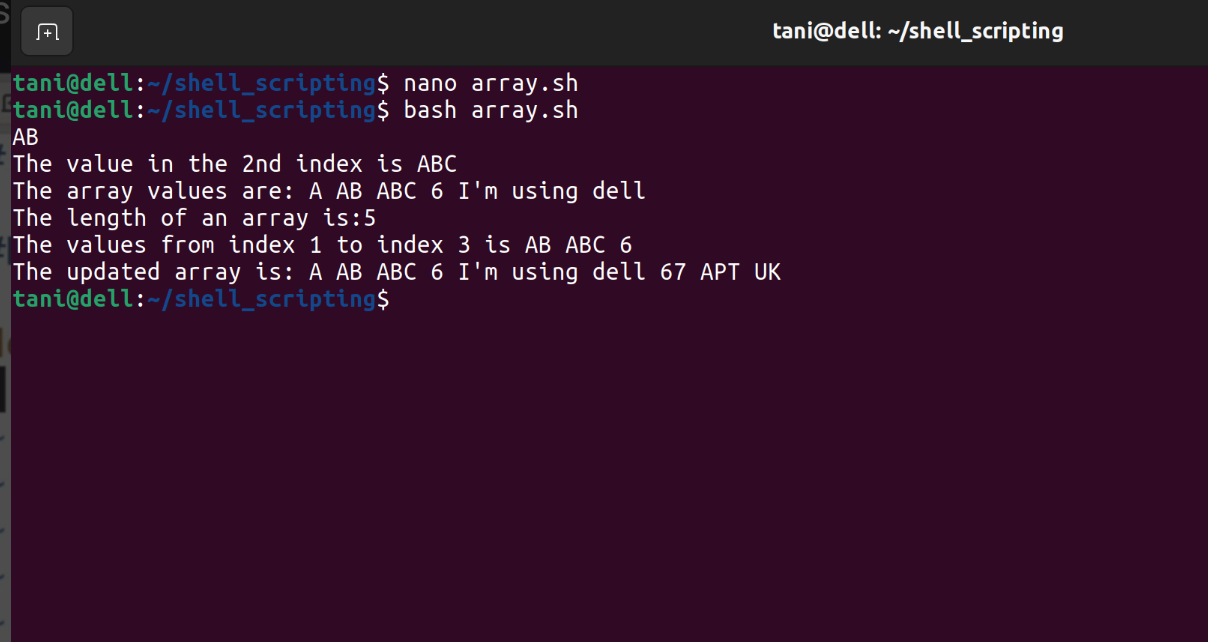 tani@dell: ~/shell_scripting
tani@dell:~/shell_scripting$ nano array.sh
tani@dell:~/shell_scripting$ bash array.sh
AB
The value in the 2nd index is ABC
The array values are: A AB ABC 6 I'm using dell
The length of an array is:5
The values from index 1 to index 3 is AB ABC 6
The updated array is: A AB ABC 6 I'm using dell 67 APT UK
tani@dell:~/shell_scripting$